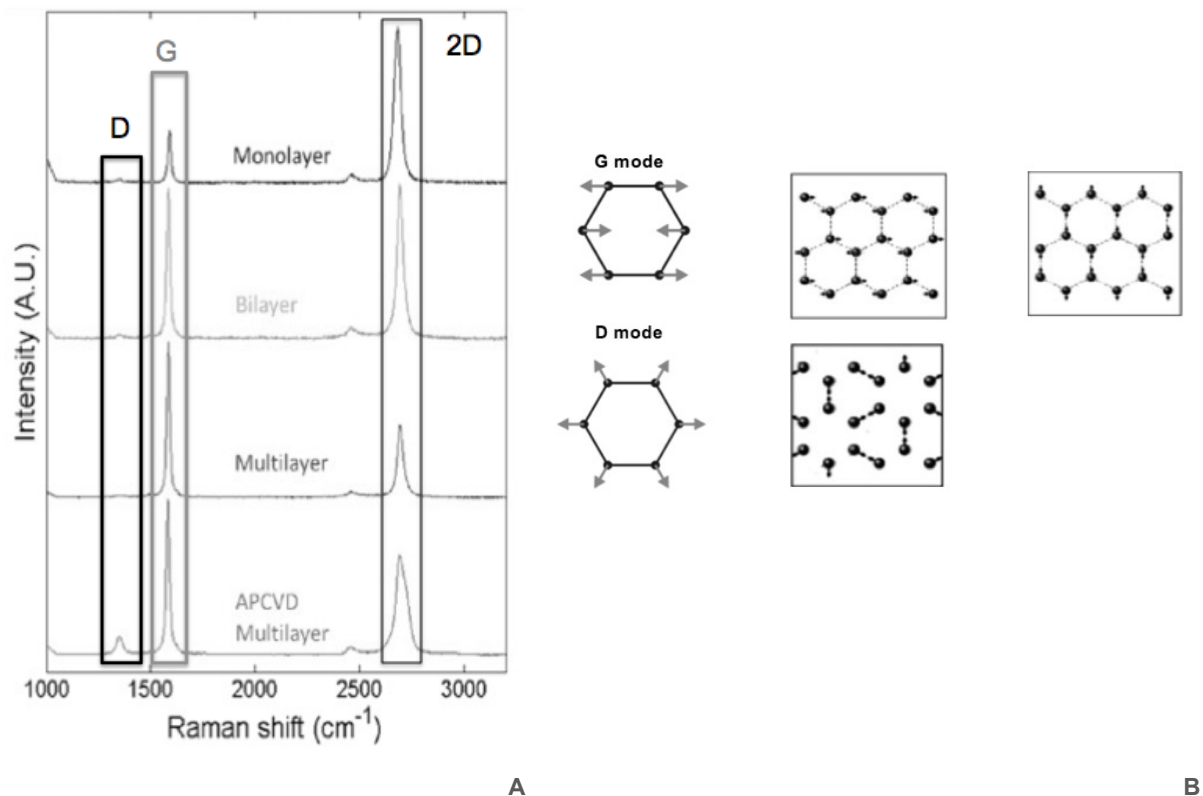 2D
G
D
Monolayer
Bilayer
Multilayer
APCVD
Multilayer
Intensity (A.U.)
1000
1500
2000
2500
3000
Raman shift (cm⁻¹)
G mode
D mode
A
B